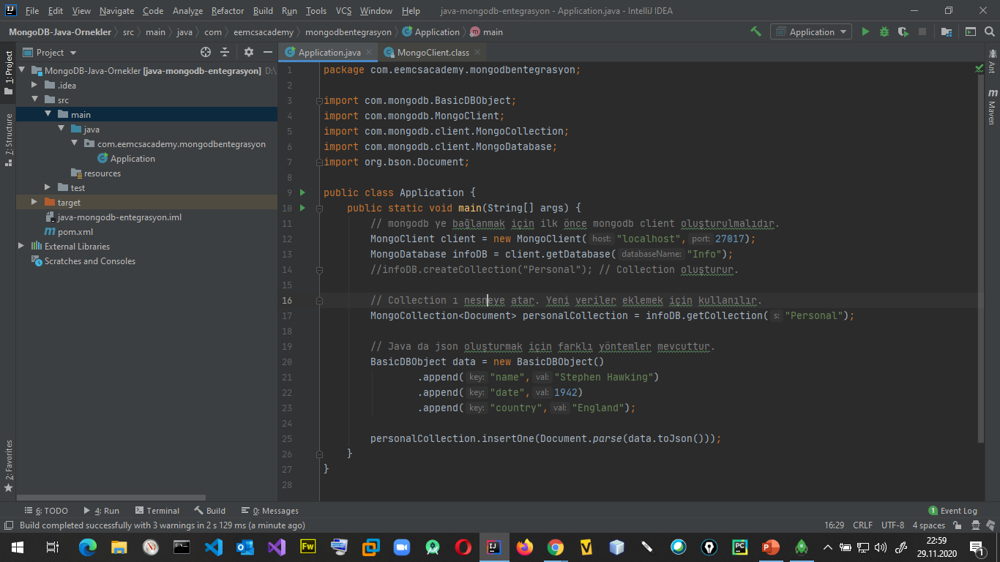 File Edit View Navigate Code Analyze Refactor Build Run Tools VCS Window Help java-mongodb-entegrasyon - Application.java - IntelliJ IDEA
MongoDB-Java-Ornekler src main java com eemcsacademy mongodbentegrasyon Application main Application
Project
Application.java
MongoClient.class
1: Project
7: Structure
2: Favorites
MongoDB-Java-Ornekler [java-mongodb-entegrasyon] D:\
.idea
src
main
java
com.eemcsacademy.mongodbentegrasyon
Application
resources
test
target
java-mongodb-entegrasyon.iml
pom.xml
External Libraries
Scratches and Consoles
1 package com.eemcsacademy.mongodbentegrasyon;
2
3 import com.mongodb.BasicDBObject;
4 import com.mongodb.MongoClient;
5 import com.mongodb.client.MongoCollection;
6 import com.mongodb.client.MongoDatabase;
7 import org.bson.Document;
8
9 public class Application {
10 public static void main(String[] args) {
11 // mongodb ye bağlanmak için ilk önce mongodb client oluşturulmalıdır.
12 MongoClient client = new MongoClient( host: "localhost", port: 27017);
13 MongoDatabase infoDB = client.getDatabase( databaseName: "Info");
14 //infoDB.createCollection("Personal"); // Collection oluşturur.
15
16 // Collection ı nesneye atar. Yeni veriler eklemek için kullanılır.
17 MongoCollection<Document> personalCollection = infoDB.getCollection( s: "Personal");
18
19 // Java da json oluşturmak için farklı yöntemler mevcuttur.
20 BasicDBObject data = new BasicDBObject()
21 .append( key: "name", val: "Stephen Hawking")
22 .append( key: "date", val: 1942)
23 .append( key: "country", val: "England");
24
25 personalCollection.insertOne(Document.parse(data.toJson()));
26 }
27 }
28
Ant
m
Maven
6: TODO 4: Run Terminal Build 0: Messages 1 Event Log
Build completed successfully with 3 warnings in 2 s 129 ms (a minute ago) 16:29 CRLF UTF-8 4 spaces
Fw
IJ
PC
P
22:59
29.11.2020
1